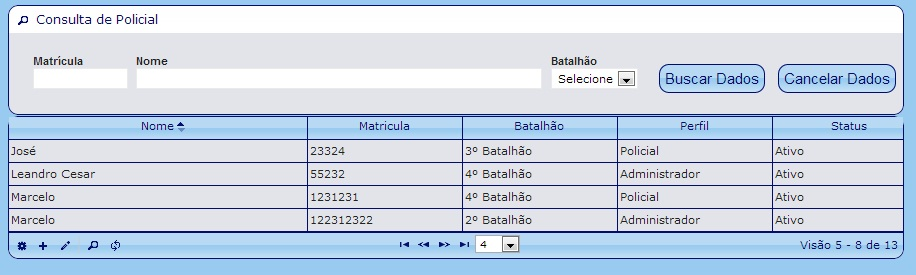 Consulta de Policial
Matrícula Nome Batalhão
Selecione Buscar Dados Cancelar Dados
Nome Matricula Batalhão Perfil Status
José 23324 3º Batalhão Policial Ativo
Leandro Cesar 55232 4º Batalhão Administrador Ativo
Marcelo 1231231 4º Batalhão Policial Ativo
Marcelo 122312322 2º Batalhão Administrador Ativo
4 Visão 5 - 8 de 13